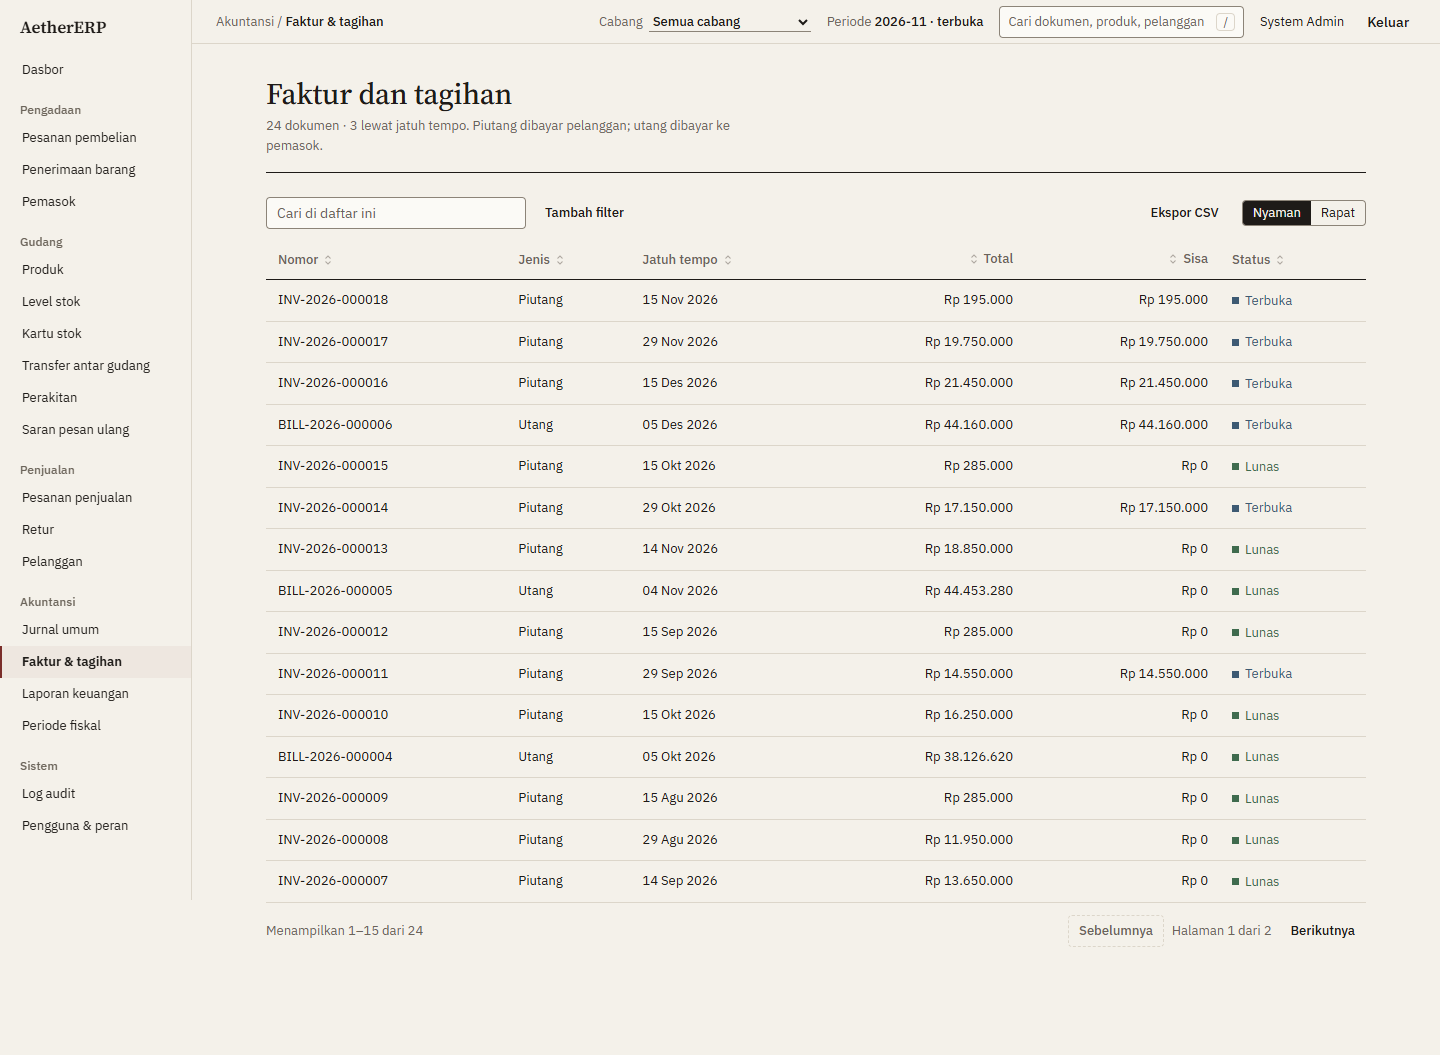 AetherERP
Dasbor
Pengadaan
Pesanan pembelian
Penerimaan barang
Pemasok
Gudang
Produk
Level stok
Kartu stok
Transfer antar gudang
Perakitan
Saran pesan ulang
Penjualan
Pesanan penjualan
Retur
Pelanggan
Akuntansi
Jurnal umum
Faktur & tagihan
Laporan keuangan
Periode fiskal
Sistem
Log audit
Pengguna & peran
Akuntansi / Faktur & tagihan Cabang Semua cabang Periode 2026-11 · terbuka Cari dokumen, produk, pelanggan / System Admin Keluar
Faktur dan tagihan
24 dokumen · 3 lewat jatuh tempo. Piutang dibayar pelanggan; utang dibayar ke
pemasok.
Cari di daftar ini Tambah filter Ekspor CSV Nyaman Rapat
Nomor Jenis Jatuh tempo Total Sisa Status
INV-2026-000018 Piutang 15 Nov 2026 Rp 195.000 Rp 195.000 Terbuka
INV-2026-000017 Piutang 29 Nov 2026 Rp 19.750.000 Rp 19.750.000 Terbuka
INV-2026-000016 Piutang 15 Des 2026 Rp 21.450.000 Rp 21.450.000 Terbuka
BILL-2026-000006 Utang 05 Des 2026 Rp 44.160.000 Rp 44.160.000 Terbuka
INV-2026-000015 Piutang 15 Okt 2026 Rp 285.000 Rp 0 Lunas
INV-2026-000014 Piutang 29 Okt 2026 Rp 17.150.000 Rp 17.150.000 Terbuka
INV-2026-000013 Piutang 14 Nov 2026 Rp 18.850.000 Rp 0 Lunas
BILL-2026-000005 Utang 04 Nov 2026 Rp 44.453.280 Rp 0 Lunas
INV-2026-000012 Piutang 15 Sep 2026 Rp 285.000 Rp 0 Lunas
INV-2026-000011 Piutang 29 Sep 2026 Rp 14.550.000 Rp 14.550.000 Terbuka
INV-2026-000010 Piutang 15 Okt 2026 Rp 16.250.000 Rp 0 Lunas
BILL-2026-000004 Utang 05 Okt 2026 Rp 38.126.620 Rp 0 Lunas
INV-2026-000009 Piutang 15 Agu 2026 Rp 285.000 Rp 0 Lunas
INV-2026-000008 Piutang 29 Agu 2026 Rp 11.950.000 Rp 0 Lunas
INV-2026-000007 Piutang 14 Sep 2026 Rp 13.650.000 Rp 0 Lunas
Menampilkan 1–15 dari 24 Sebelumnya Halaman 1 dari 2 Berikutnya